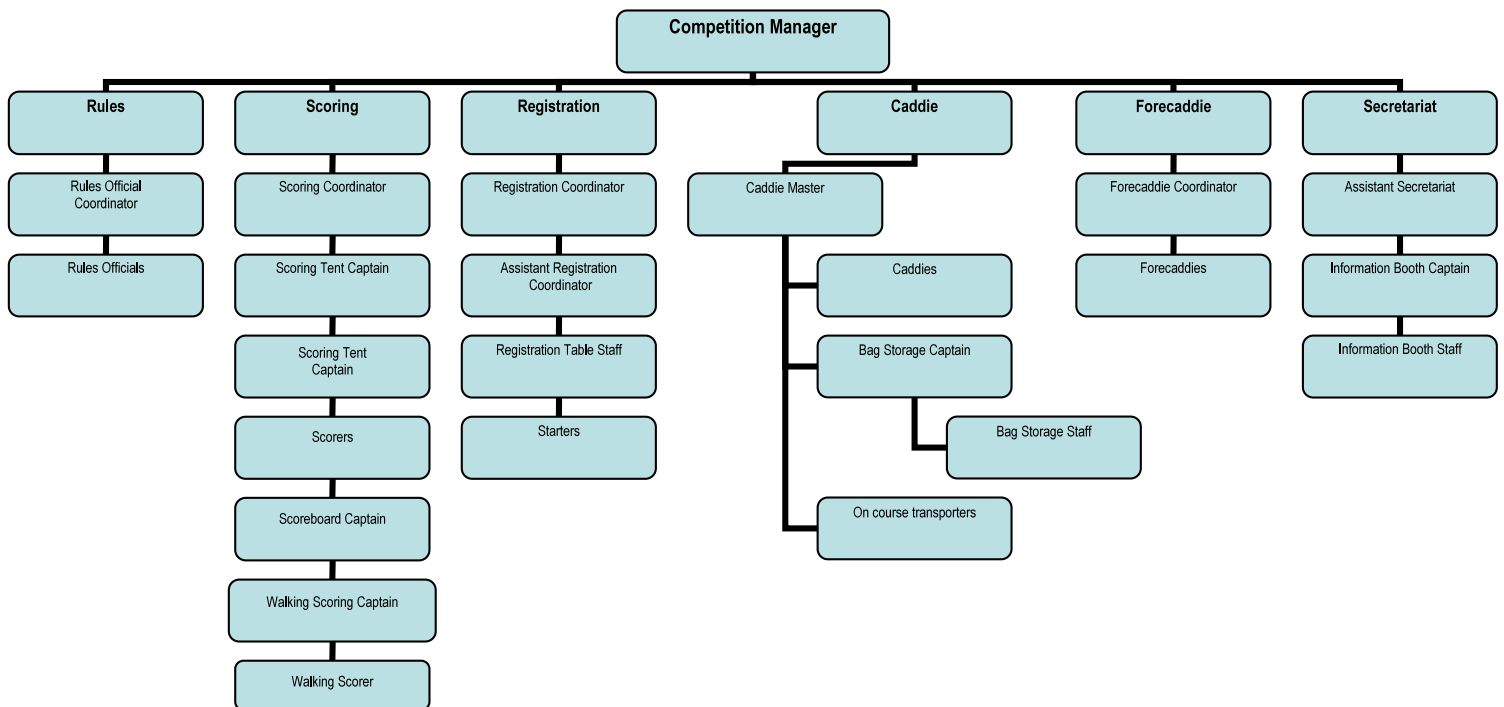 Competition Manager
Rules
Scoring
Registration
Caddie
Forecaddie
Secretariat
Rules Official
Coordinator
Scoring Coordinator
Registration Coordinator
Caddie Master
Forecaddie Coordinator
Assistant Secretariat
Rules Officials
Scoring Tent Captain
Assistant Registration
Coordinator
Caddies
Forecaddies
Information Booth Captain
Scoring Tent
Captain
Registration Table Staff
Bag Storage Captain
Information Booth Staff
Scorers
Starters
Bag Storage Staff
Scoreboard Captain
On course transporters
Walking Scoring Captain
Walking Scorer